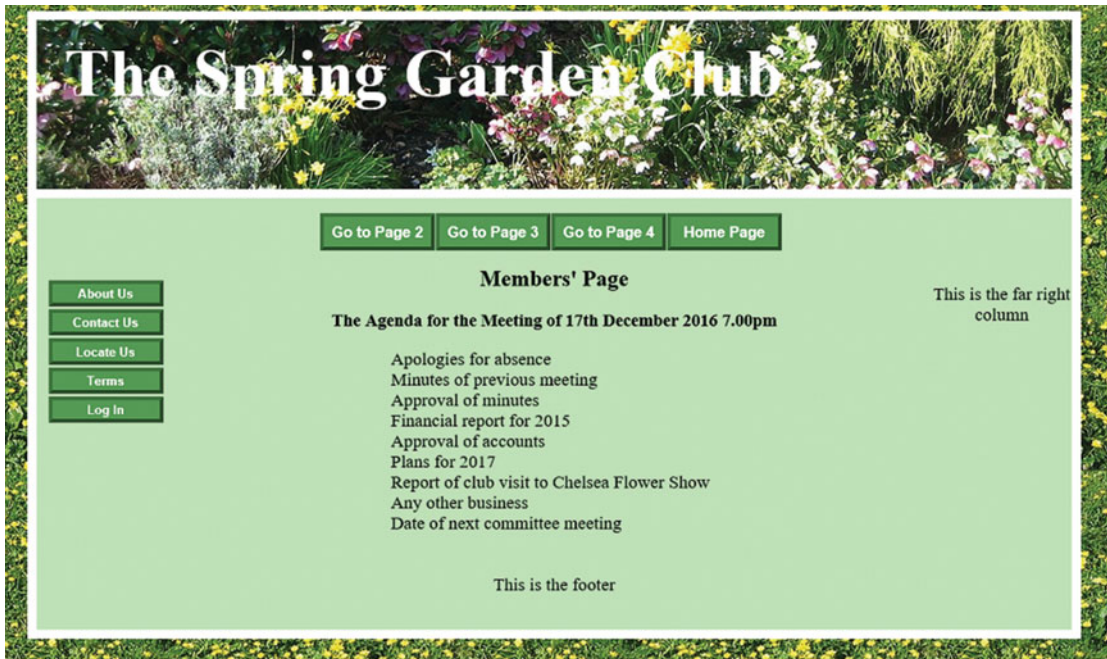 The Spring Garden Club
Go to Page 2
Go to Page 3
Go to Page 4
Home Page
About Us
Contact Us
Locate Us
Terms
Log In
Members' Page
The Agenda for the Meeting of 17th December 2016 7.00pm
Apologies for absence
Minutes of previous meeting
Approval of minutes
Financial report for 2015
Approval of accounts
Plans for 2017
Report of club visit to Chelsea Flower Show
Any other business
Date of next committee meeting
This is the far right
column
This is the footer